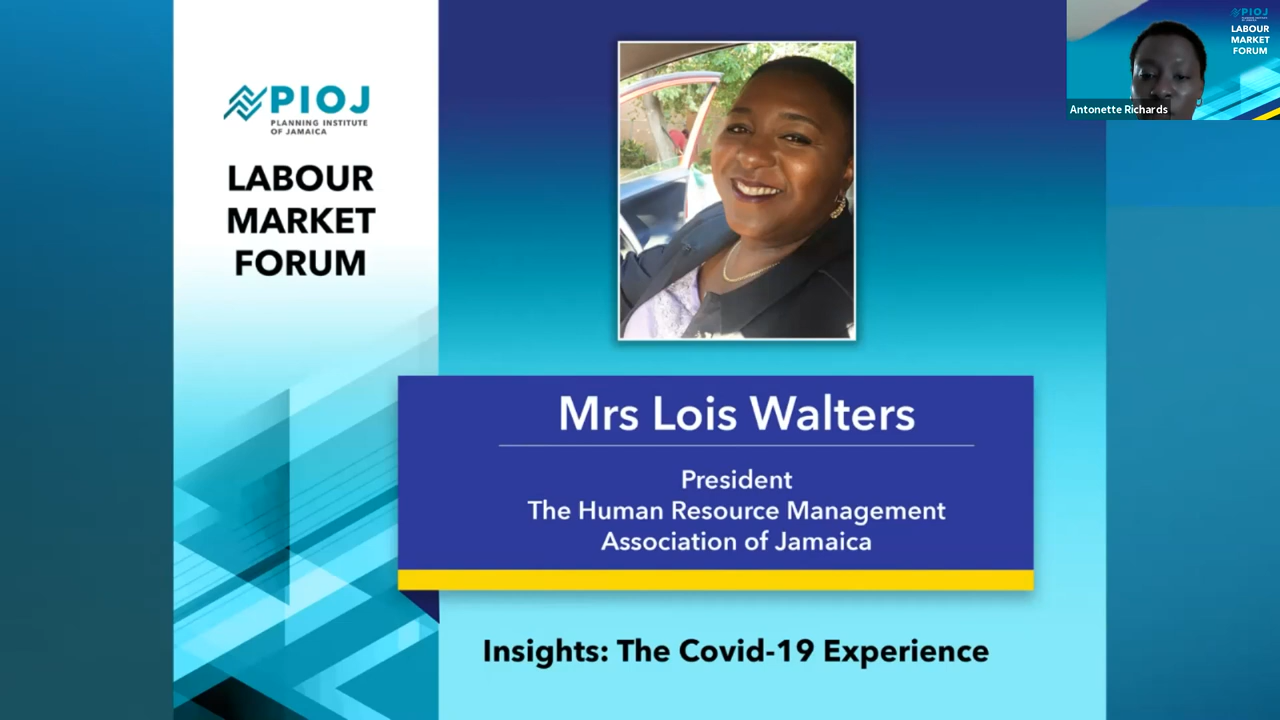 PIOJ
PLANNING INSTITUTE
OF JAMAICA
LABOUR
MARKET
FORUM
Mrs Lois Walters
President
The Human Resource Management
Association of Jamaica
Insights: The Covid-19 Experience
PIOJ
LABOUR
MARKET
FORUM
Antonette Richards